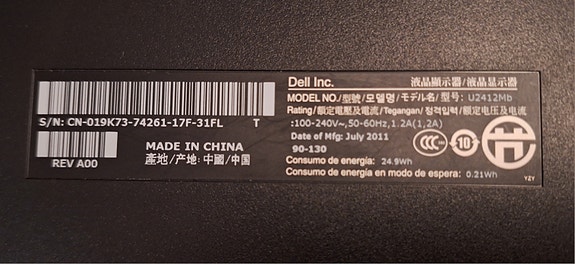 S/N: CN-019K73-74261-17F-31FL T
REV A00
MADE IN CHINA
產地/产地: 中國/中国
Dell Inc. 液晶顯示器/液晶显示器
MODEL NO./型號/모델명/モデル名/型号: U2412Mb
Rating/額定電壓及電流/Tegangan/정격입력/额定电压及电流
:100-240V~,50-60Hz,1.2A(1,2A)
Date of Mfg: July 2011
90-130
Consumo de energía: 24.9Wh
Consumo de energía en modo de espera: 0.21Wh
CCC
10
YZY